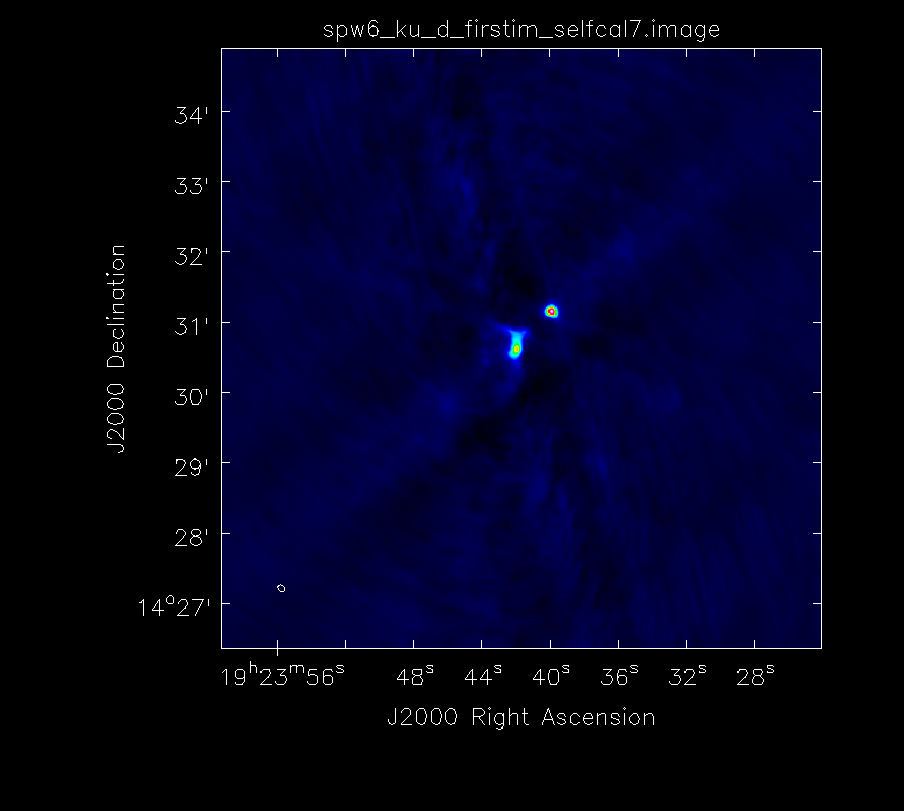 spw6_ku_d_firstim_selfcal7.image
34'
33'
32'
31'
30'
29'
28'
14°27'
J2000 Declination
19ʰ23ᵐ56ˢ 48ˢ 44ˢ 40ˢ 36ˢ 32ˢ 28ˢ
J2000 Right Ascension